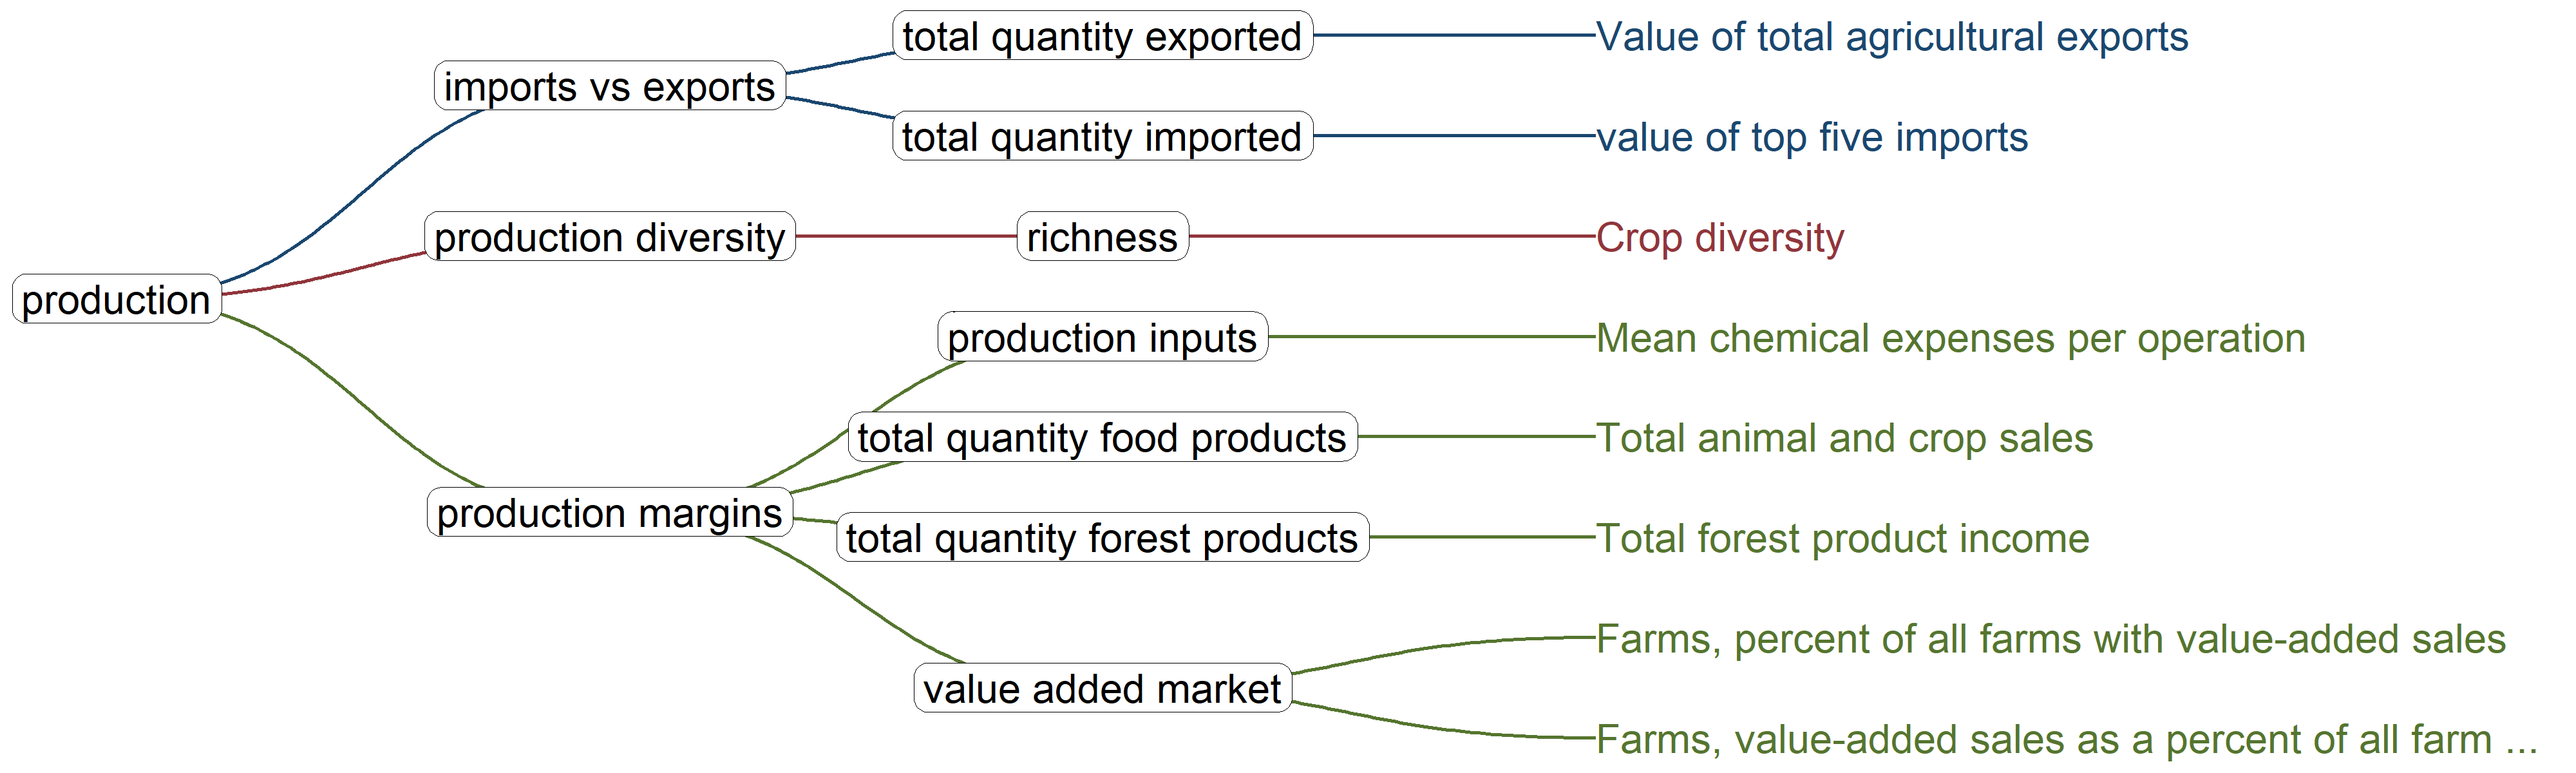 total quantity exported
Value of total agricultural exports
imports vs exports
total quantity imported
value of top five imports
production diversity
richness
Crop diversity
production
production inputs
Mean chemical expenses per operation
total quantity food products
Total animal and crop sales
production margins
total quantity forest products
Total forest product income
Farms, percent of all farms with value-added sales
value added market
Farms, value-added sales as a percent of all farm ...